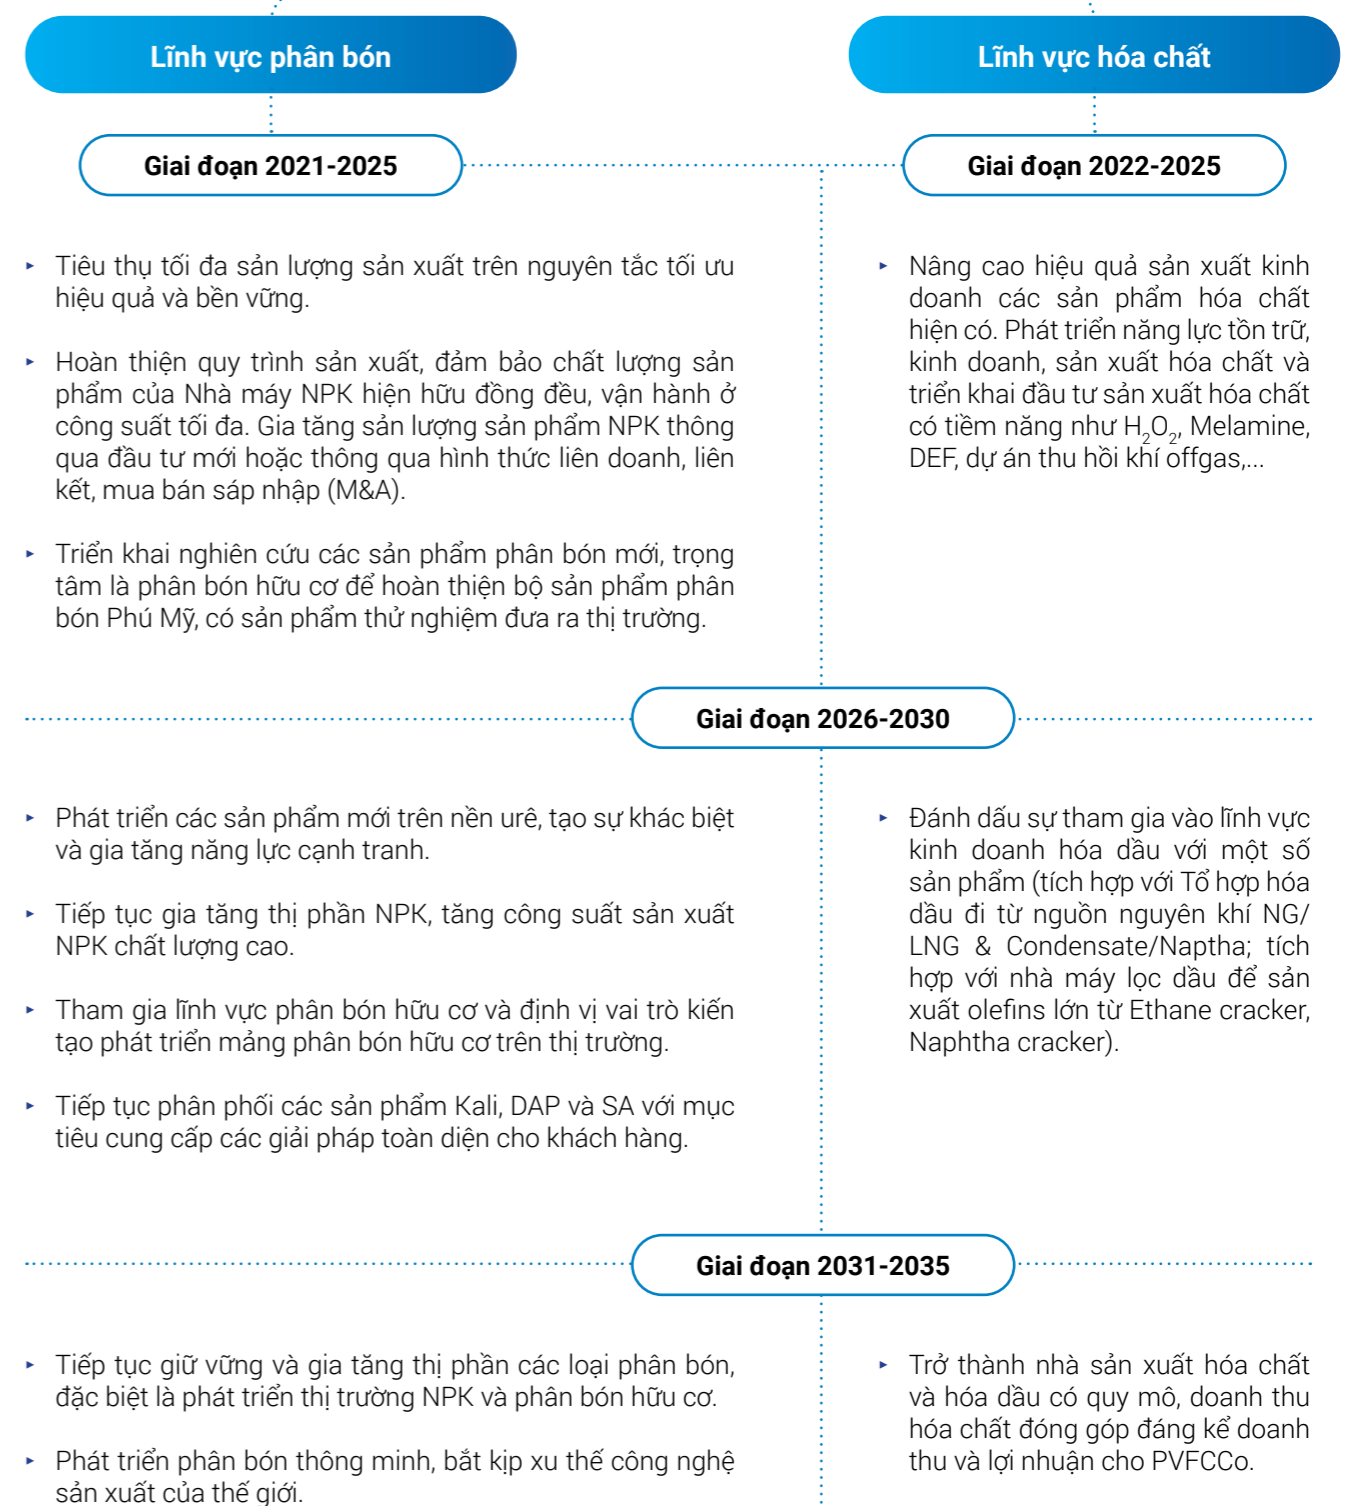 Lĩnh vực phân bón
Lĩnh vực hóa chất
Giai đoạn 2021-2025
Giai đoạn 2022-2025
Tiêu thụ tối đa sản lượng sản xuất trên nguyên tắc tối ưu
hiệu quả và bền vững.
Hoàn thiện quy trình sản xuất, đảm bảo chất lượng sản
phẩm của Nhà máy NPK hiện hữu đồng đều, vận hành ở
công suất tối đa. Gia tăng sản lượng sản phẩm NPK thông
qua đầu tư mới hoặc thông qua hình thức liên doanh, liên
kết, mua bán sáp nhập (M&A).
Triển khai nghiên cứu các sản phẩm phân bón mới, trọng
tâm là phân bón hữu cơ để hoàn thiện bộ sản phẩm phân
bón Phú Mỹ, có sản phẩm thử nghiệm đưa ra thị trường.
Nâng cao hiệu quả sản xuất kinh
doanh các sản phẩm hóa chất
hiện có. Phát triển năng lực tồn trữ,
kinh doanh, sản xuất hóa chất và
triển khai đầu tư sản xuất hóa chất
có tiềm năng như H₂O₂, Melamine,
DEF, dự án thu hồi khí offgas,...
Giai đoạn 2026-2030
Phát triển các sản phẩm mới trên nền urê, tạo sự khác biệt
và gia tăng năng lực cạnh tranh.
Tiếp tục gia tăng thị phần NPK, tăng công suất sản xuất
NPK chất lượng cao.
Tham gia lĩnh vực phân bón hữu cơ và định vị vai trò kiến
tạo phát triển mảng phân bón hữu cơ trên thị trường.
Tiếp tục phân phối các sản phẩm Kali, DAP và SA với mục
tiêu cung cấp các giải pháp toàn diện cho khách hàng.
Đánh dấu sự tham gia vào lĩnh vực
kinh doanh hóa dầu với một số
sản phẩm (tích hợp với Tổ hợp hóa
dầu đi từ nguồn nguyên khí NG/
LNG & Condensate/Naptha; tích
hợp với nhà máy lọc dầu để sản
xuất olefins lớn từ Ethane cracker,
Naphtha cracker).
Giai đoạn 2031-2035
Tiếp tục giữ vững và gia tăng thị phần các loại phân bón,
đặc biệt là phát triển thị trường NPK và phân bón hữu cơ.
Phát triển phân bón thông minh, bắt kịp xu thế công nghệ
sản xuất của thế giới.
Trở thành nhà sản xuất hóa chất
và hóa dầu có quy mô, doanh thu
hóa chất đóng góp đáng kể doanh
thu và lợi nhuận cho PVFCCo.